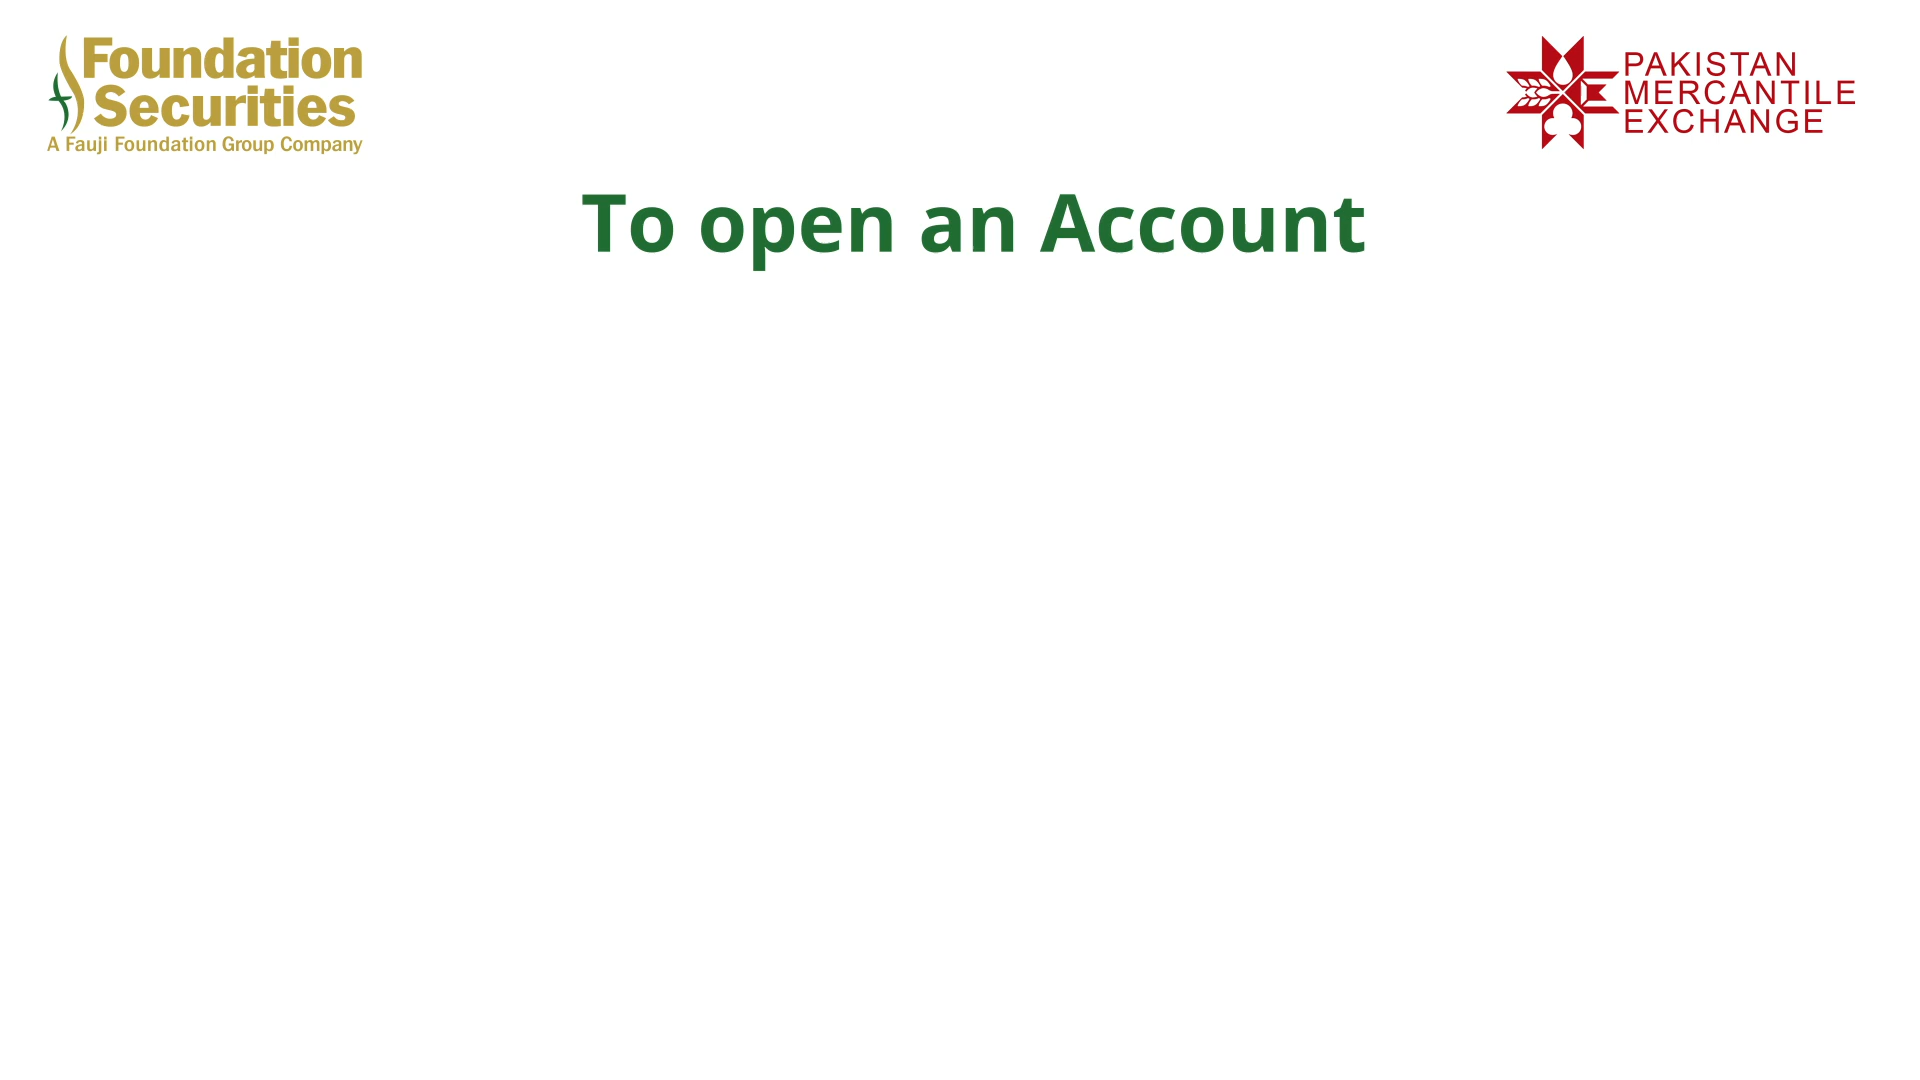 Foundation
Securities
A Fauji Foundation Group Company
PAKISTAN
MERCANTILE
EXCHANGE
To open an Account